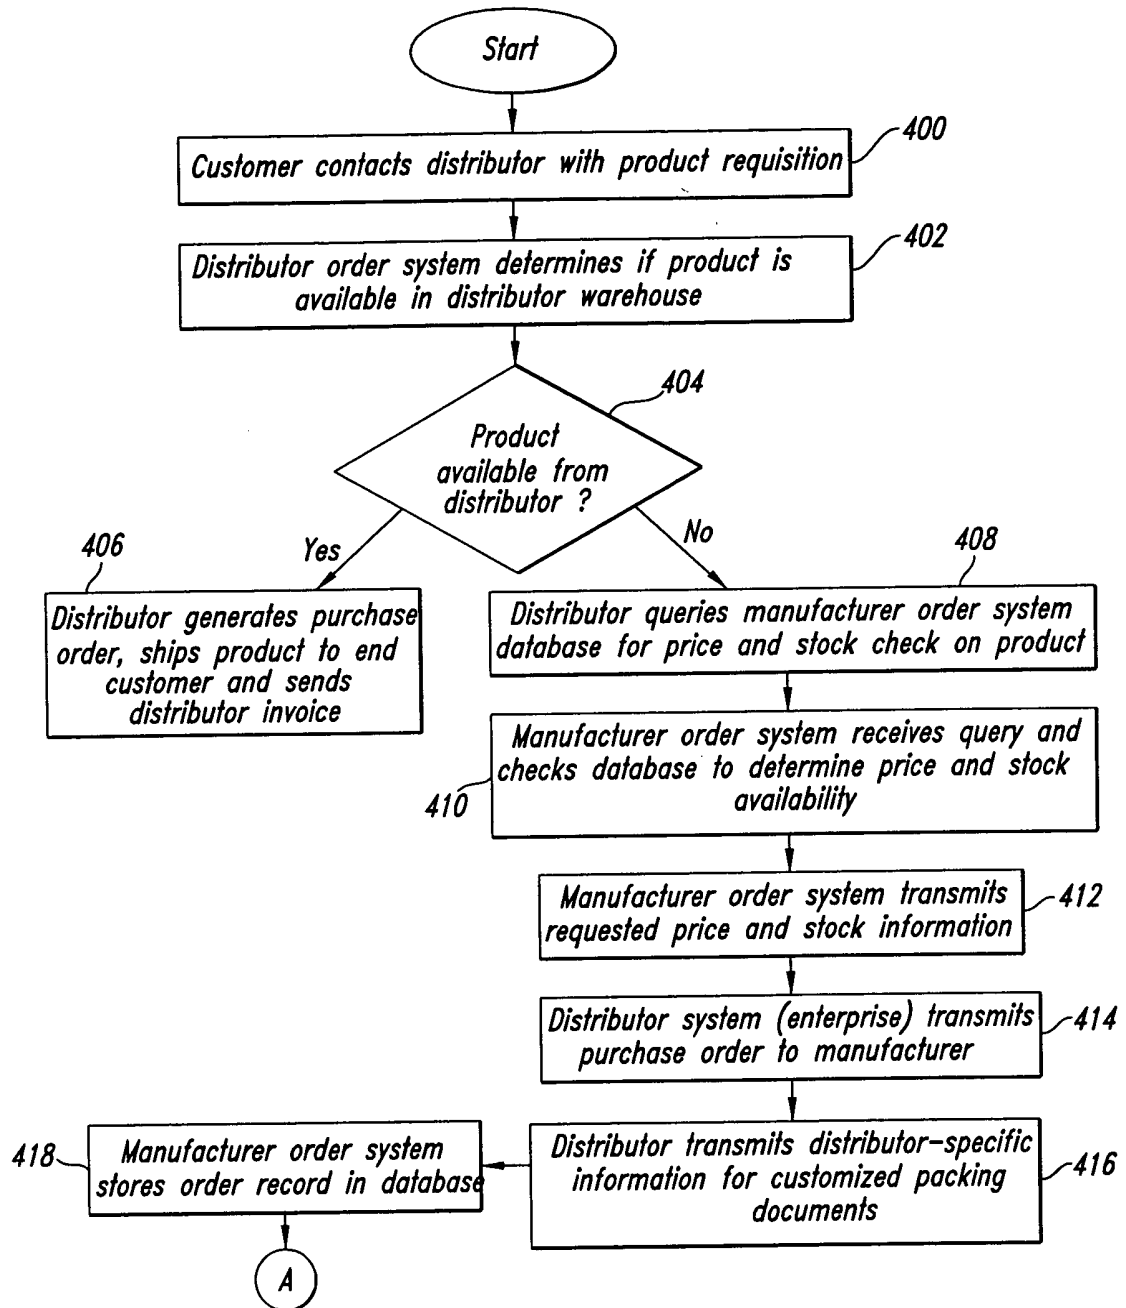 Start
400
Customer contacts distributor with product requisition
402
Distributor order system determines if product is
available in distributor warehouse
404
Product
available from
distributor ?
Yes
No
406
Distributor generates purchase
order, ships product to end
customer and sends
distributor invoice
408
Distributor queries manufacturer order system
database for price and stock check on product
Manufacturer order system receives query and
checks database to determine price and stock
availability
410
Manufacturer order system transmits
requested price and stock information
412
Distributor system (enterprise) transmits
purchase order to manufacturer
414
Distributor transmits distributor-specific
information for customized packing
documents
416
418
Manufacturer order system
stores order record in database
A